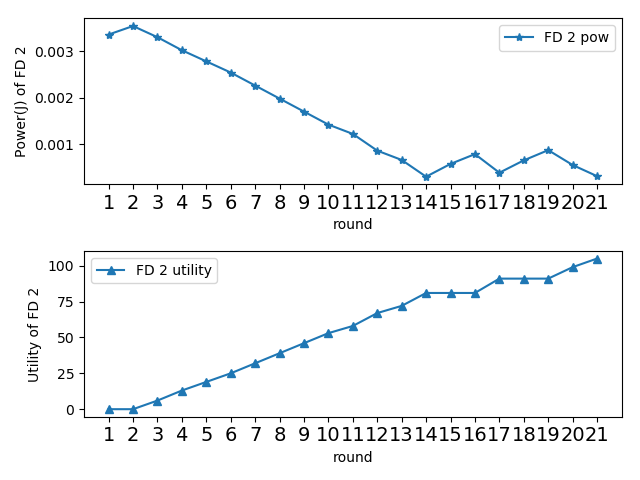 FD 2 pow
Power(J) of FD 2
0.003
0.002
0.001
1 2 3 4 5 6 7 8 9 10 11 12 13 14 15 16 17 18 19 20 21
round
FD 2 utility
Utility of FD 2
100
75
50
25
0
1 2 3 4 5 6 7 8 9 10 11 12 13 14 15 16 17 18 19 20 21
round